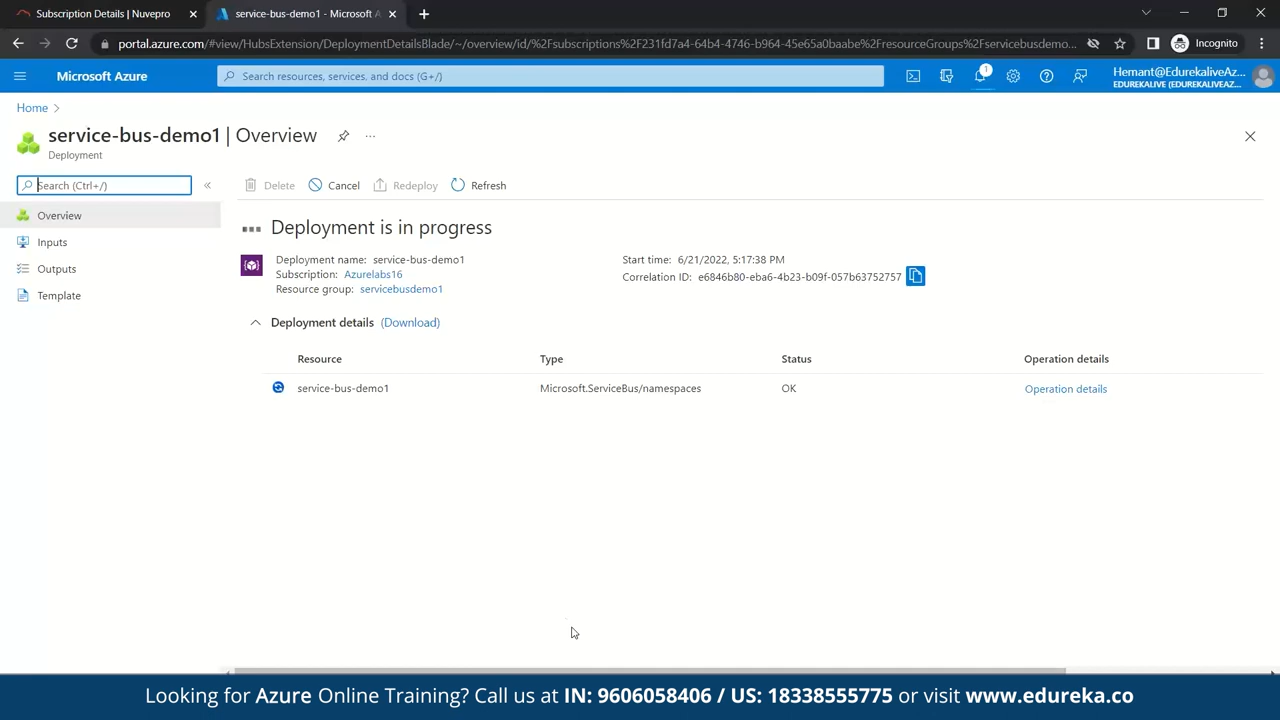 Subscription Details | Nuvepro
service-bus-demo1 - Microsoft A
portal.azure.com/#view/HubsExtension/DeploymentDetailsBlade/~/overview/id/%2Fsubscriptions%2F231fd7a4-64b4-4746-b964-45e65a0baabe%2FresourceGroups%2Fservicebusdemo...
Incognito
Microsoft Azure
Search resources, services, and docs (G+/)
1
Hemant@EdurekaliveAz...
EDUREKALIVE (EDUREKALIVEAZ...
Home
service-bus-demo1 | Overview
Deployment
Search (Ctrl+/)
Delete
Cancel
Redeploy
Refresh
Overview
Inputs
Outputs
Template
Deployment is in progress
Deployment name: service-bus-demo1
Subscription: Azurelabs16
Resource group: servicebusdemo1
Start time: 6/21/2022, 5:17:38 PM
Correlation ID: e6846b80-eba6-4b23-b09f-057b63752757
Deployment details (Download)
Resource Type Status Operation details
service-bus-demo1 Microsoft.ServiceBus/namespaces OK Operation details
Looking for Azure Online Training? Call us at IN: 9606058406 / US: 18338555775 or visit www.edureka.co